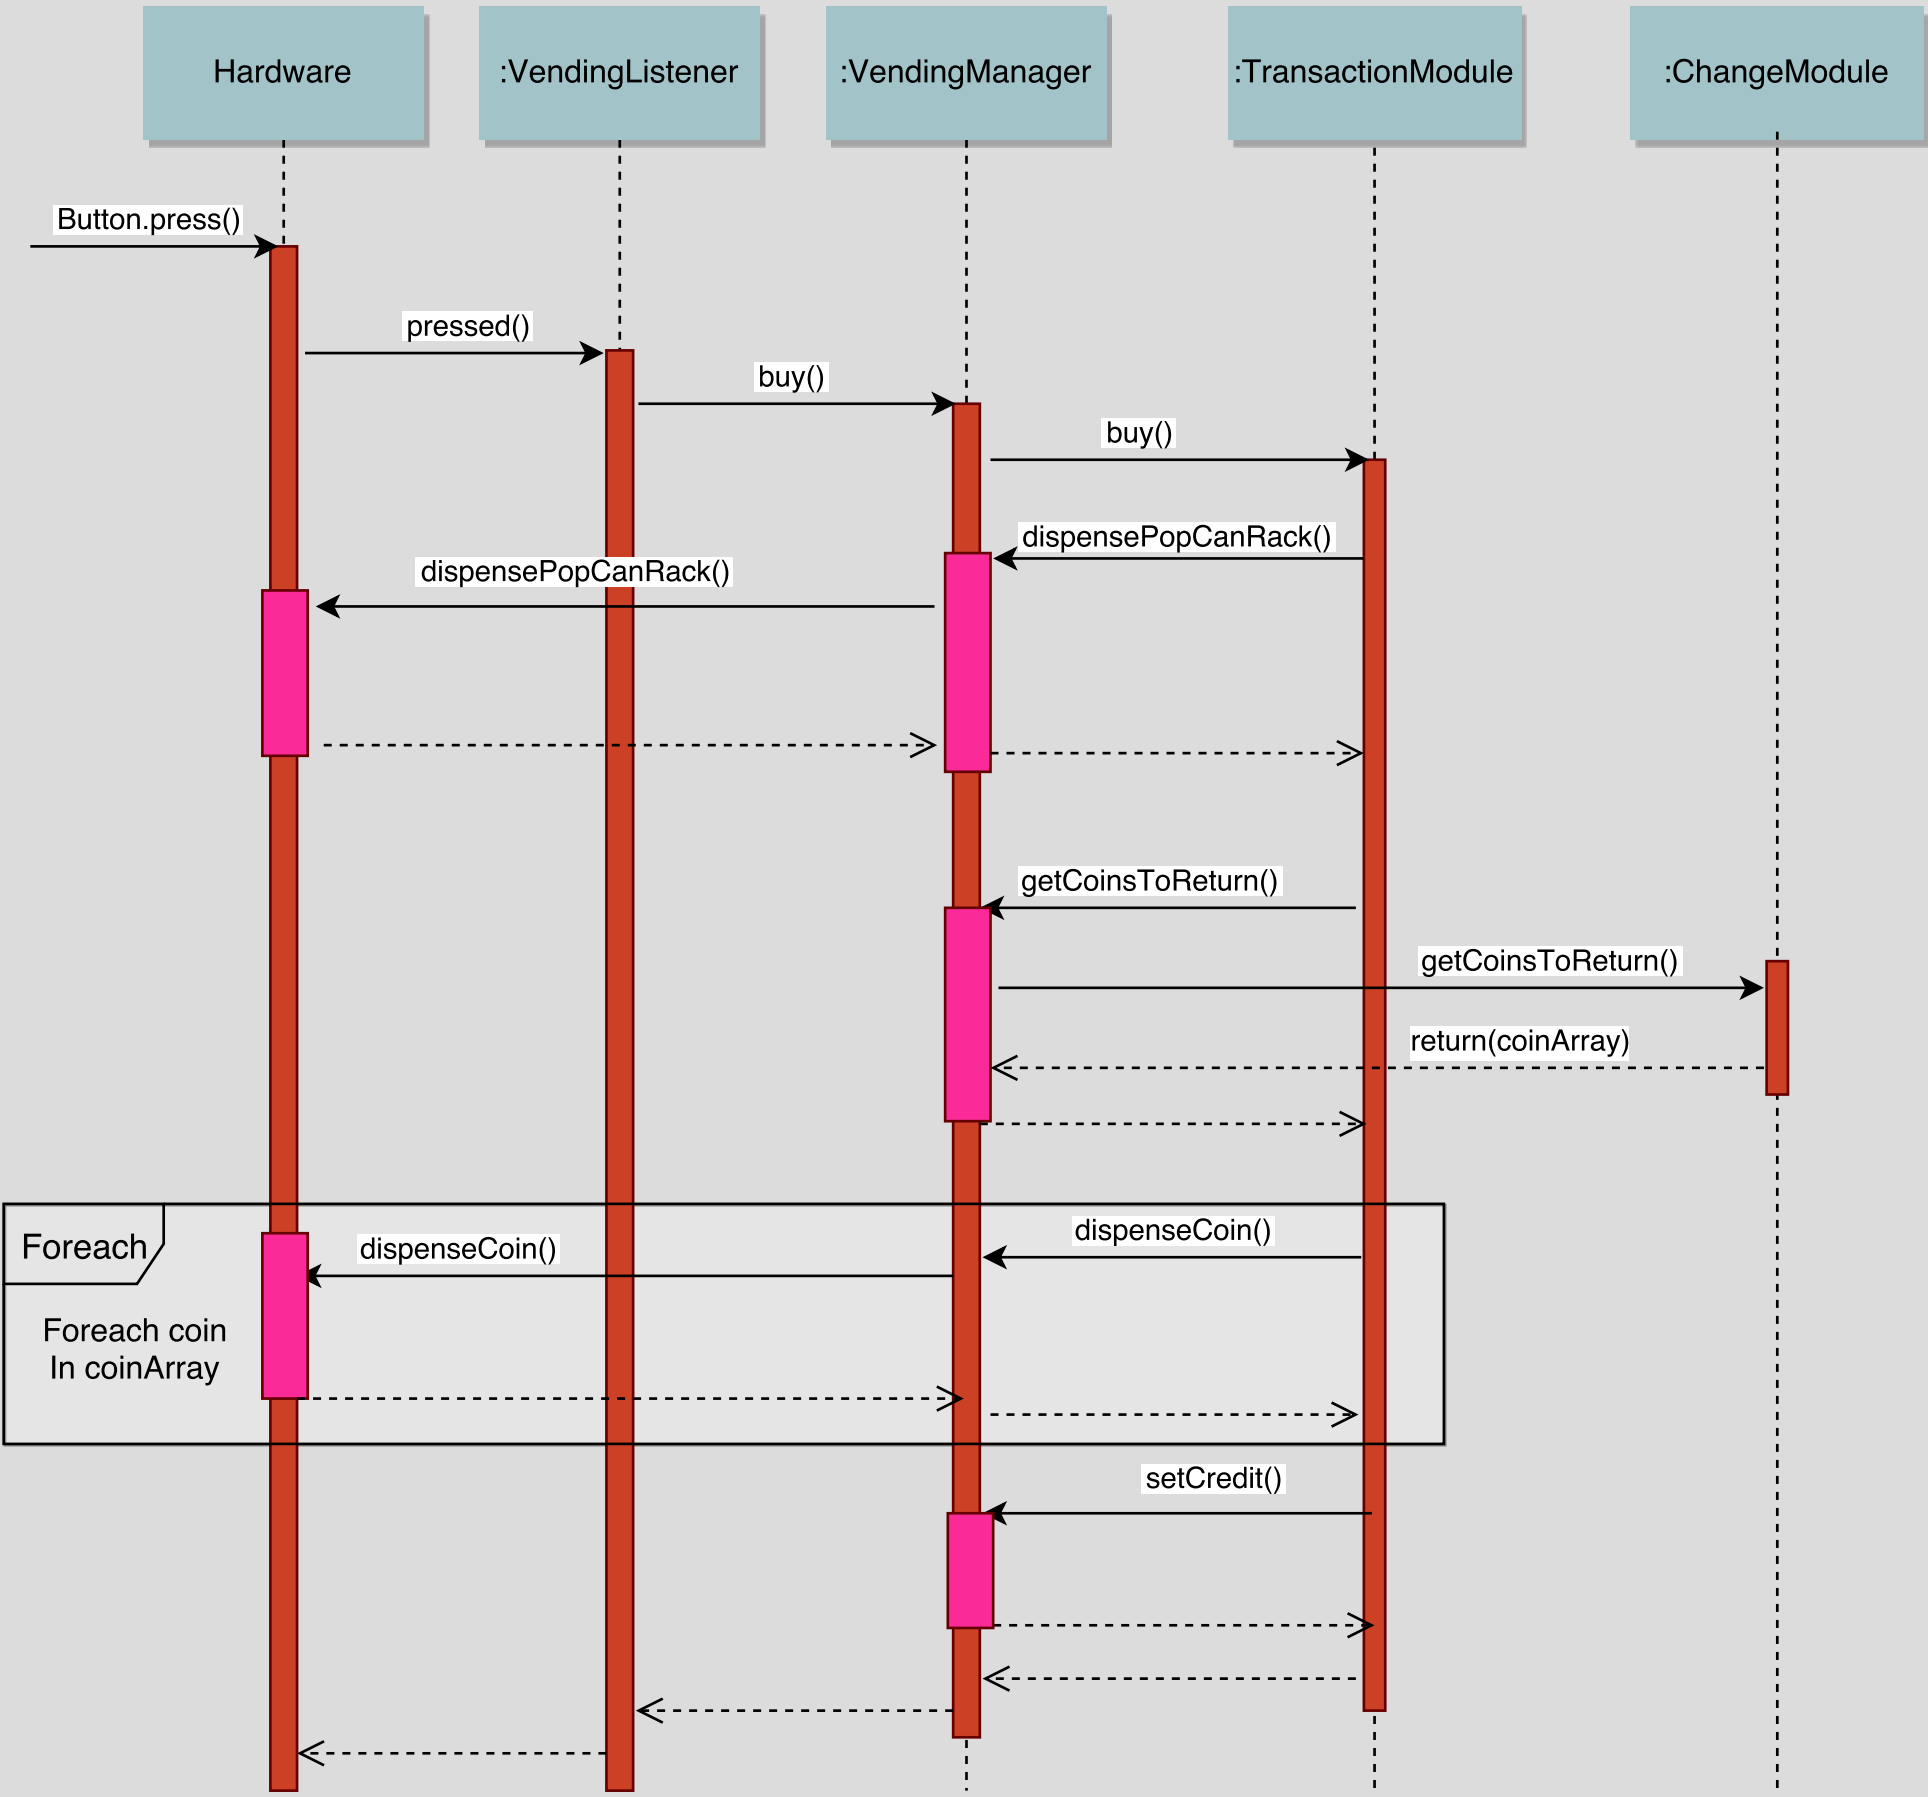 Hardware
:VendingListener
:VendingManager
:TransactionModule
:ChangeModule
Button.press()
pressed()
buy()
buy()
dispensePopCanRack()
dispensePopCanRack()
getCoinsToReturn()
getCoinsToReturn()
return(coinArray)
Foreach
dispenseCoin()
dispenseCoin()
Foreach coin
In coinArray
setCredit()